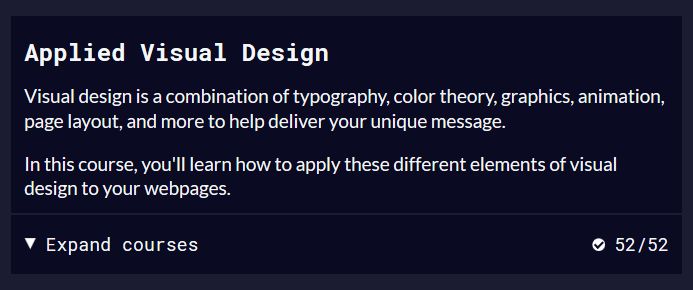 Applied Visual Design
Visual design is a combination of typography, color theory, graphics, animation,
page layout, and more to help deliver your unique message.
In this course, you'll learn how to apply these different elements of visual
design to your webpages.
Expand courses 52/52